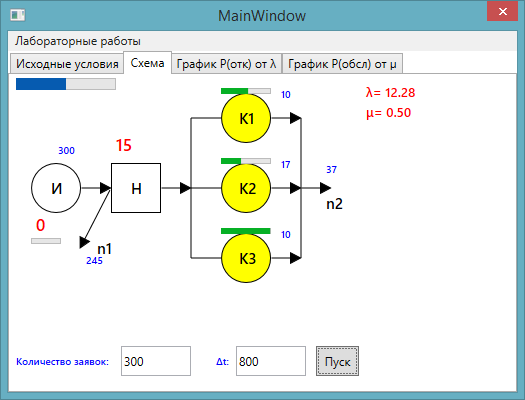 MainWindow
Лабораторные работы
Исходные условия
Схема
График P(отк) от λ
График P(обсл) от μ
λ= 12.28
μ= 0.50
10
К1
300
15
И
Н
17
К2
37
n2
0
n1
245
10
К3
Количество заявок:
300
Δt:
800
Пуск